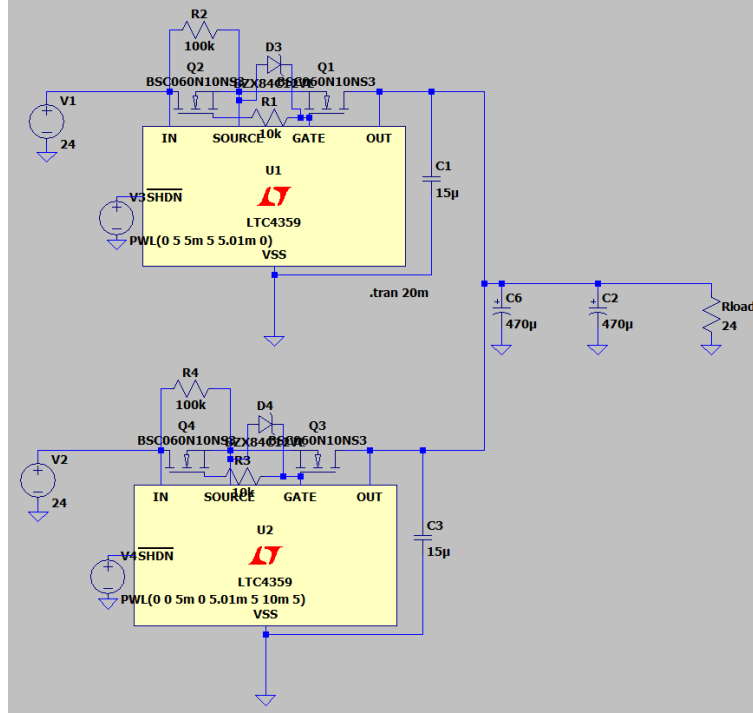 R2
100k
D3
Q2
Q1
BSC060N10NS3
BZX84C12VL
BSC060N10NS3
V1
24
R1
10k
IN
SOURCE
GATE
OUT
U1
C1
15µ
V3
SHDN
LTC4359
PWL(0 5 5m 5 5.01m 0)
VSS
.tran 20m
C6
470µ
C2
470µ
Rload
24
R4
100k
D4
Q4
Q3
BSC060N10NS3
BZX84C12VL
BSC060N10NS3
V2
24
R3
10k
IN
SOURCE
GATE
OUT
U2
C3
15µ
V4
SHDN
LTC4359
PWL(0 0 5m 0 5.01m 5 10m 5)
VSS